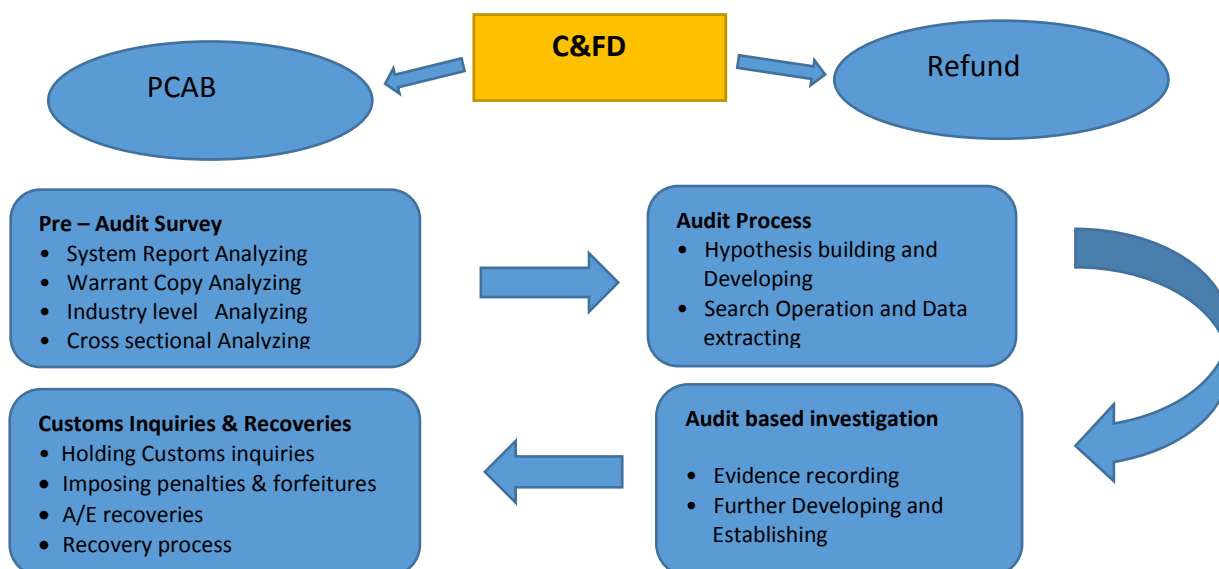 C&FD
PCAB
Refund
Pre – Audit Survey
• System Report Analyzing
• Warrant Copy Analyzing
• Industry level Analyzing
• Cross sectional Analyzing
Audit Process
• Hypothesis building and
Developing
• Search Operation and Data
extracting
Customs Inquiries & Recoveries
• Holding Customs inquiries
• Imposing penalties & forfeitures
• A/E recoveries
• Recovery process
Audit based investigation
• Evidence recording
• Further Developing and
Establishing